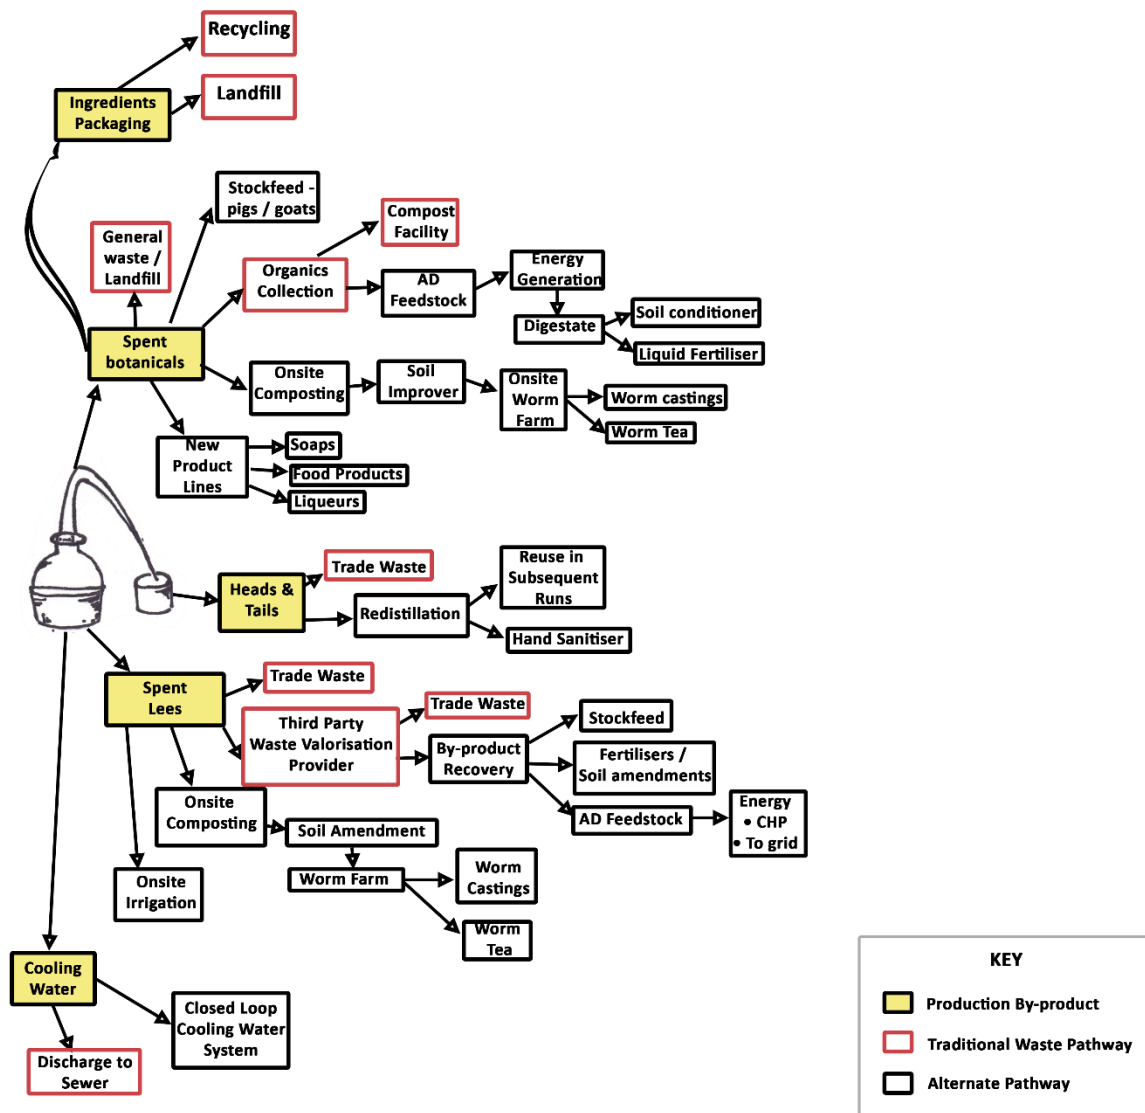 Recycling
Landfill
Ingredients
Packaging
Stockfeed -
pigs / goats
General
waste /
Landfill
Compost
Facility
Organics
Collection
AD
Feedstock
Energy
Generation
Digestate
Soil conditioner
Liquid Fertiliser
Spent
botanicals
Onsite
Composting
Soil
Improver
Onsite
Worm
Farm
Worm castings
Worm Tea
New
Product
Lines
Soaps
Food Products
Liqueurs
Heads &
Tails
Trade Waste
Redistillation
Reuse in
Subsequent
Runs
Hand Sanitiser
Spent
Lees
Trade Waste
Third Party
Waste Valorisation
Provider
Trade Waste
By-product
Recovery
Stockfeed
Fertilisers /
Soil amendments
AD Feedstock
Energy
• CHP
• To grid
Onsite
Composting
Soil Amendment
Worm Farm
Worm
Castings
Worm
Tea
Onsite
Irrigation
Cooling
Water
Closed Loop
Cooling Water
System
Discharge to
Sewer
KEY
Production By-product
Traditional Waste Pathway
Alternate Pathway